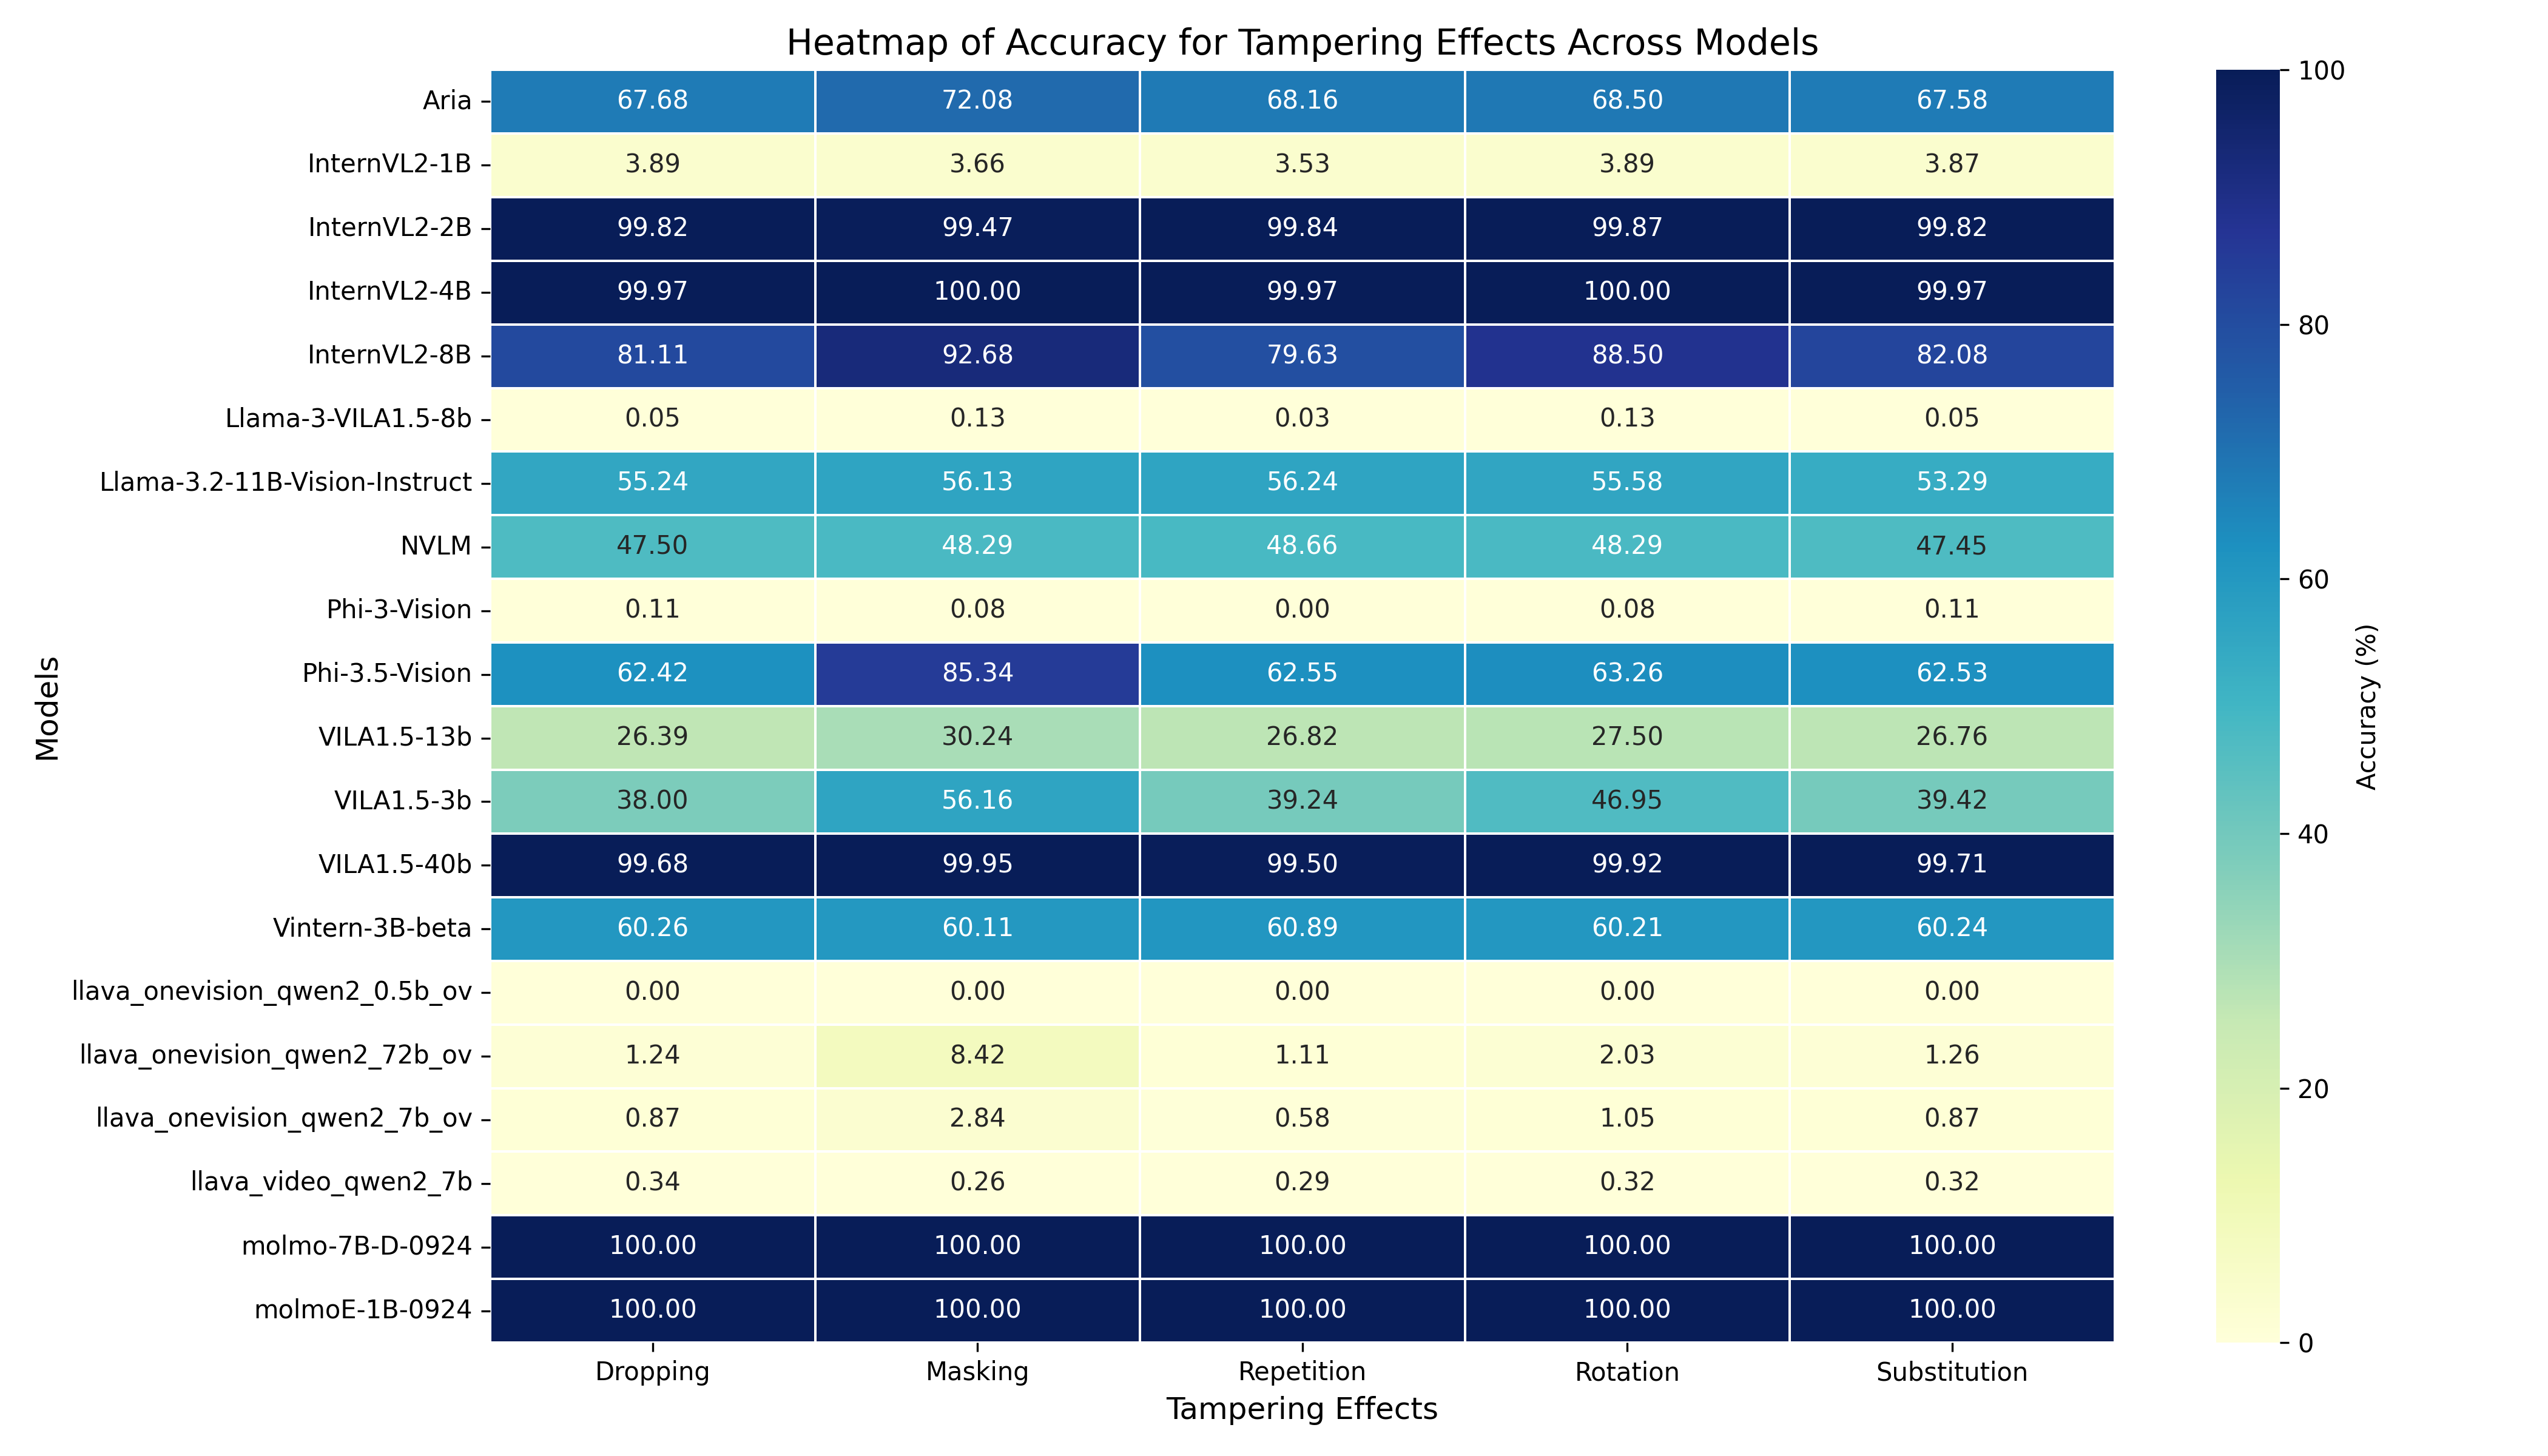 Heatmap of Accuracy for Tampering Effects Across Models
Aria 67.68 72.08 68.16 68.50 67.58
InternVL2-1B 3.89 3.66 3.53 3.89 3.87
InternVL2-2B 99.82 99.47 99.84 99.87 99.82
InternVL2-4B 99.97 100.00 99.97 100.00 99.97
InternVL2-8B 81.11 92.68 79.63 88.50 82.08
Llama-3-VILA1.5-8b 0.05 0.13 0.03 0.13 0.05
Llama-3.2-11B-Vision-Instruct 55.24 56.13 56.24 55.58 53.29
NVLM 47.50 48.29 48.66 48.29 47.45
Phi-3-Vision 0.11 0.08 0.00 0.08 0.11
Phi-3.5-Vision 62.42 85.34 62.55 63.26 62.53
VILA1.5-13b 26.39 30.24 26.82 27.50 26.76
VILA1.5-3b 38.00 56.16 39.24 46.95 39.42
VILA1.5-40b 99.68 99.95 99.50 99.92 99.71
Vintern-3B-beta 60.26 60.11 60.89 60.21 60.24
llava_onevision_qwen2_0.5b_ov 0.00 0.00 0.00 0.00 0.00
llava_onevision_qwen2_72b_ov 1.24 8.42 1.11 2.03 1.26
llava_onevision_qwen2_7b_ov 0.87 2.84 0.58 1.05 0.87
llava_video_qwen2_7b 0.34 0.26 0.29 0.32 0.32
molmo-7B-D-0924 100.00 100.00 100.00 100.00 100.00
molmoE-1B-0924 100.00 100.00 100.00 100.00 100.00
Dropping Masking Repetition Rotation Substitution
Tampering Effects
Models
100
80
60
40
20
0
Accuracy (%)